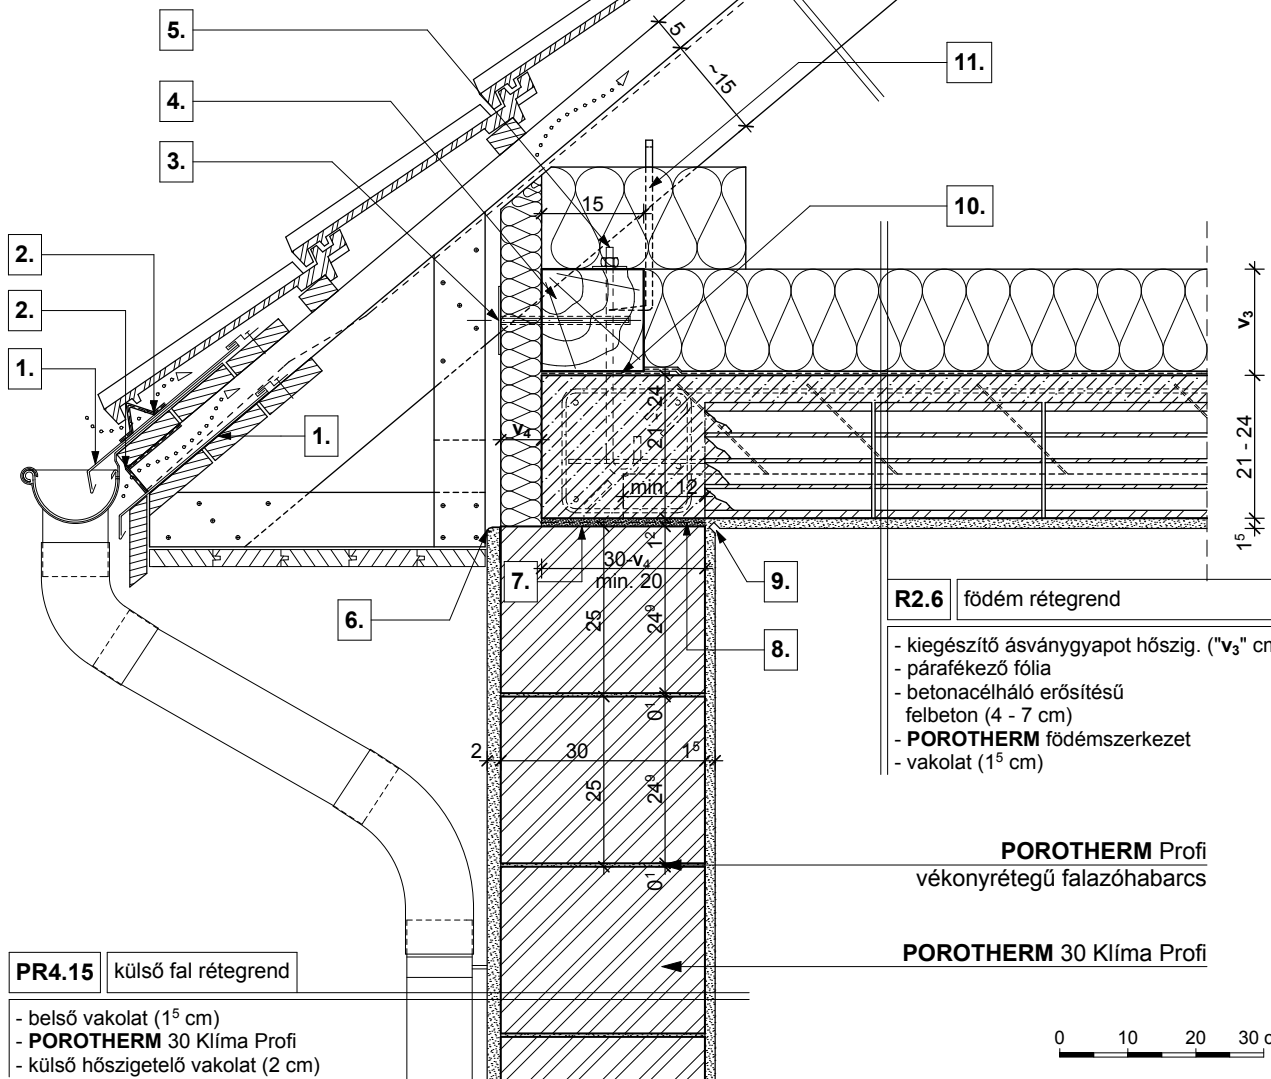 5.
4.
3.
2.
2.
1.
1.
5
~15
11.
15
10.
v₃
v₄
21 - 24
21 - 24
min. 12
1⁵
1²
30-v₄
min. 20
7.
9.
6.
8.
25
24⁹
0¹
2
30
1⁵
25
24⁹
0¹
R2.6 födém rétegrend
- kiegészítő ásványgyapot hőszig. ("v₃" cm
- párafékező fólia
- betonacélháló erősítésű
felbeton (4 - 7 cm)
- POROTHERM födémszerkezet
- vakolat (1⁵ cm)
POROTHERM Profi
vékonyrétegű falazóhabarcs
POROTHERM 30 Klíma Profi
PR4.15 külső fal rétegrend
- belső vakolat (1⁵ cm)
- POROTHERM 30 Klíma Profi
- külső hőszigetelő vakolat (2 cm)
0 10 20 30 c